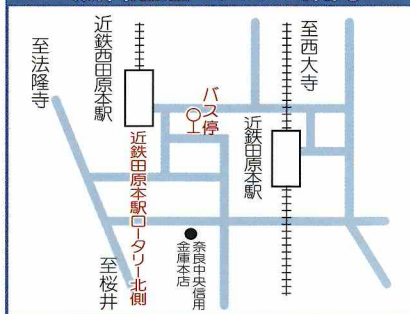 至法隆寺
近鉄西田原本駅
バス停
近鉄田原本駅
至西大寺
近鉄田原本駅ロータリー北側
至桜井
奈良中央信用
金庫本店